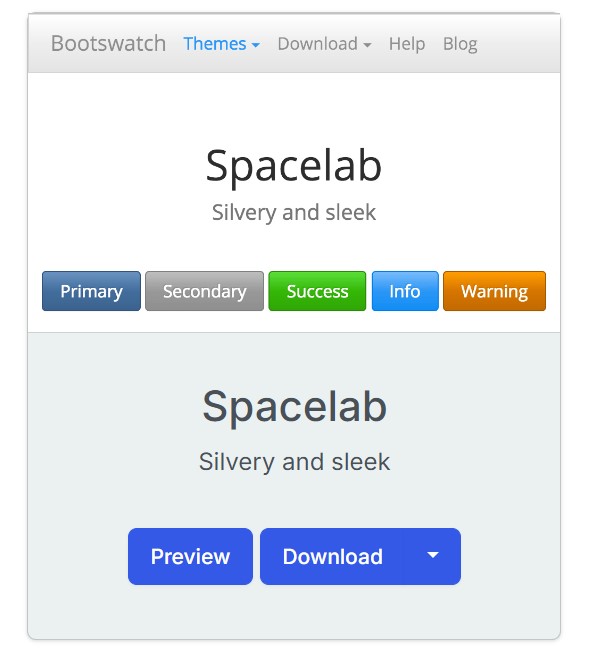 Bootswatch Themes Download Help Blog
Spacelab
Silvery and sleek
Primary Secondary Success Info Warning
Spacelab
Silvery and sleek
Preview Download